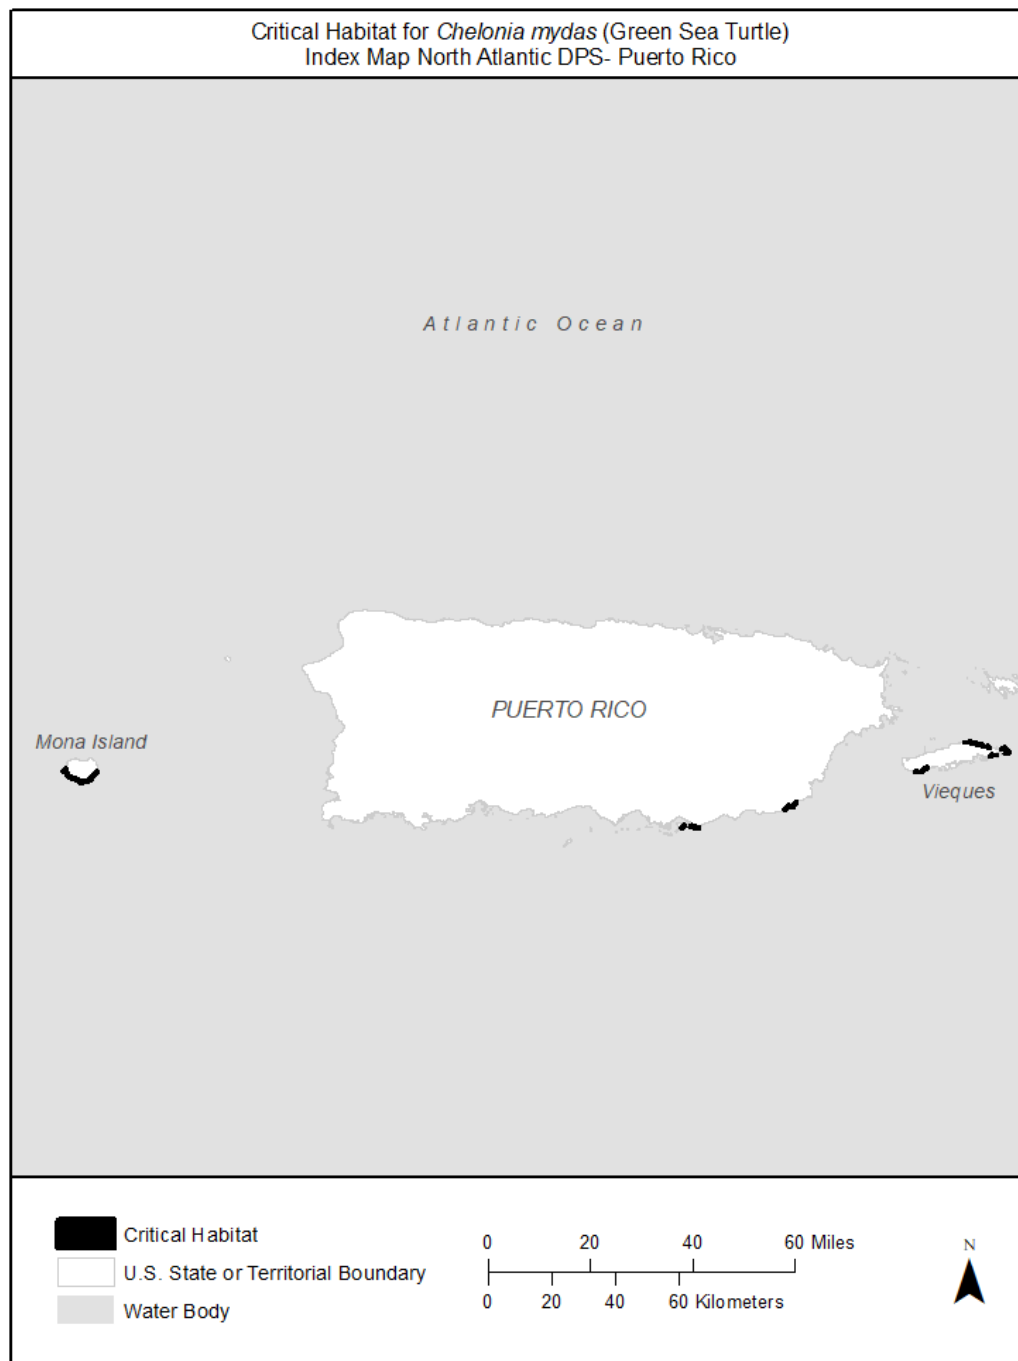 Critical Habitat for Chelonia mydas (Green Sea Turtle)
Index Map North Atlantic DPS- Puerto Rico
Atlantic Ocean
PUERTO RICO
Mona Island
Vieques
Critical Habitat
U.S. State or Territorial Boundary
Water Body
0 20 40 60 Miles
0 20 40 60 Kilometers
N